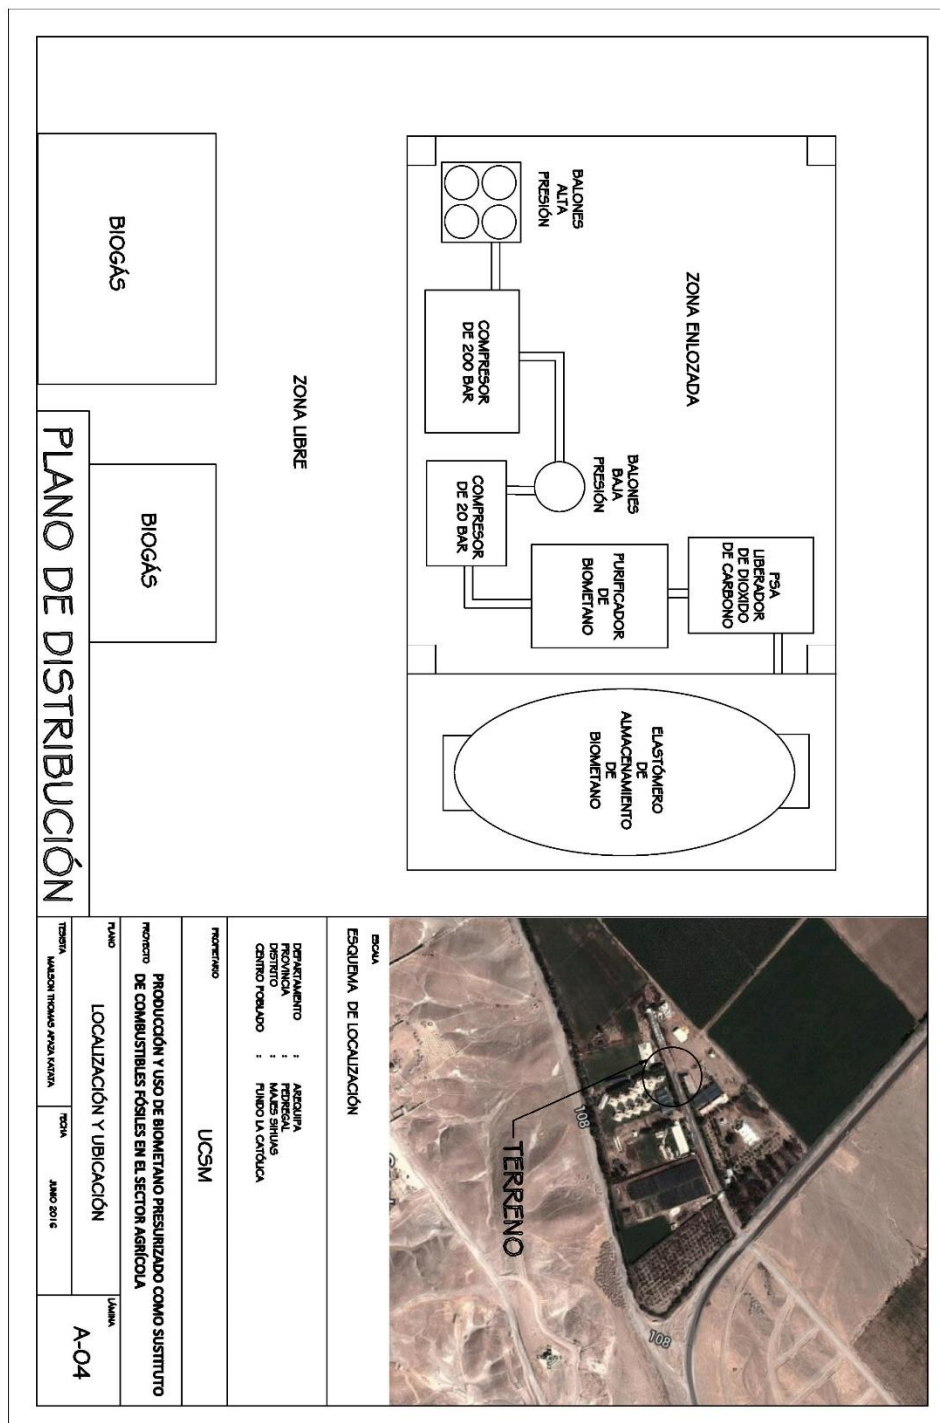 ZONA ENLOZADA
BALONES
ALTA
PRESIÓN
COMPRESOR
DE 200 BAR
BALONES
BAJA
PRESIÓN
COMPRESOR
DE 20 BAR
PURIFICADOR
DE
BIOMETANO
PSA
LIBERADOR
DE DIOXIDO
DE CARBONO
ELASTÓMERO
DE
ALMACENAMIENTO
DE
BIOMETANO
ZONA LIBRE
BIOGÁS
BIOGÁS
PLANO DE DISTRIBUCIÓN
108
108
TERRENO
ESCALA
ESQUEMA DE LOCALIZACIÓN
DEPARTAMENTO : AREQUIPA
PROVINCIA : PEDREGAL
DISTRITO : MAJES SIHUAS
CENTRO POBLADO : FUNDO LA CATÓLICA
PROPIETARIO
UCSM
PROYECTO
PRODUCCIÓN Y USO DE BIOMETANO PRESURIZADO COMO SUSTITUTO
DE COMBUSTIBLES FÓSILES EN EL SECTOR AGRÍCOLA
PLANO
LOCALIZACIÓN Y UBICACIÓN
LÁMINA
A-04
TESISTA
MAILSON THOMAS APAZA KATATA
FECHA
JUNIO 2016